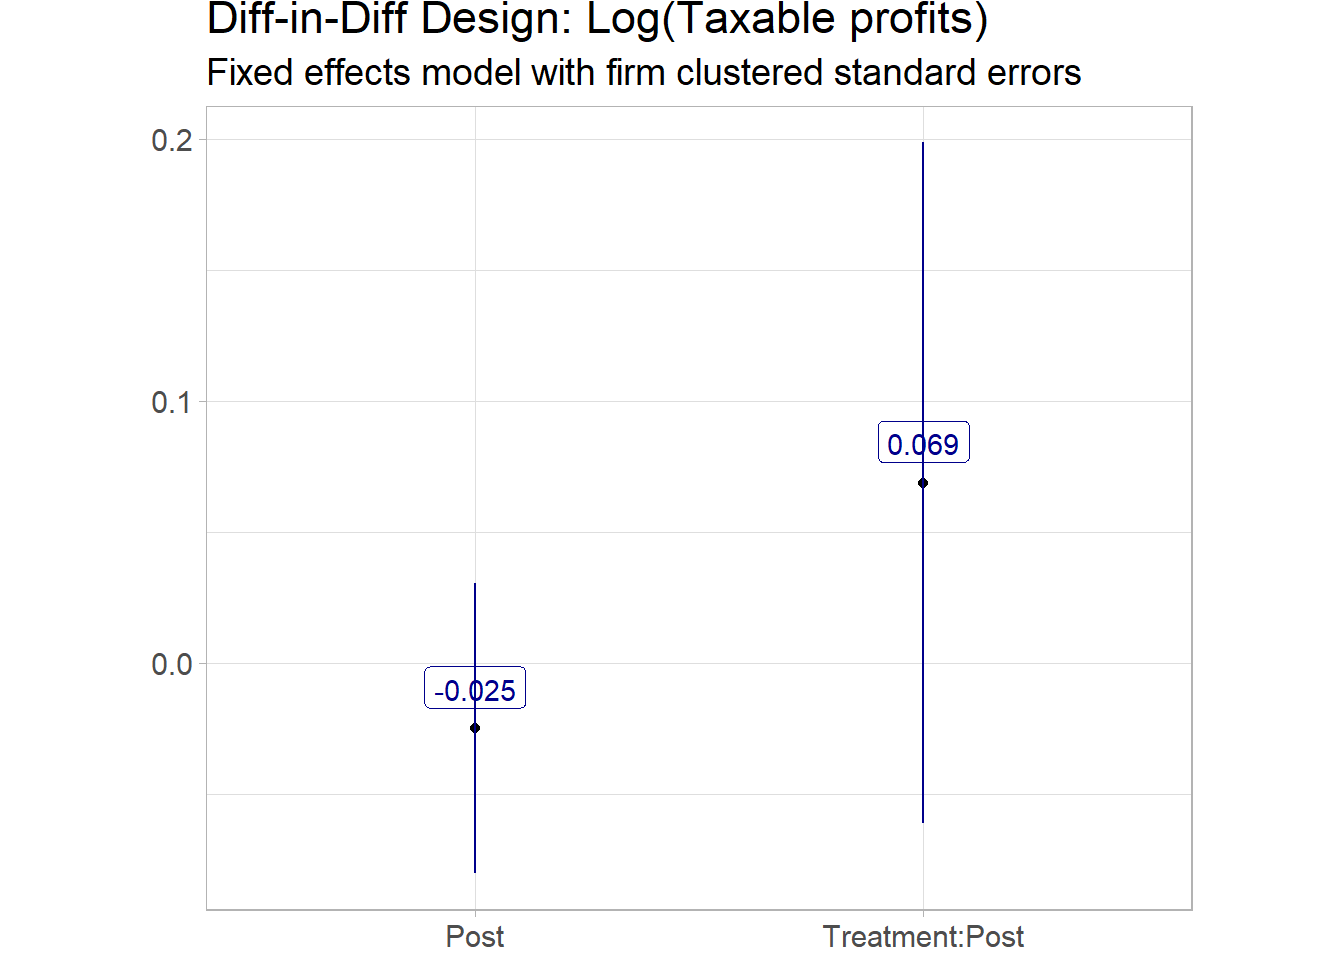 Diff-in-Diff Design: Log(Taxable profits)
Fixed effects model with firm clustered standard errors
0.2
0.1
0.069
0.0
-0.025
Post
Treatment:Post